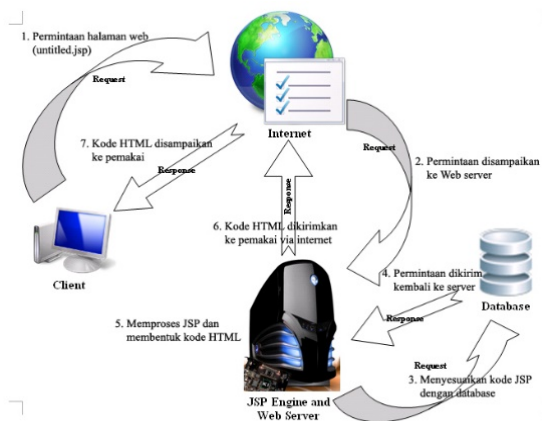 1. Permintaan halaman web
(untitled.jsp)
Request
Internet
7. Kode HTML disampaikan
ke pemakai
Response
Request
2. Permintaan disampaikan
ke Web server
Response
6. Kode HTML dikirimkan
ke pemakai via internet
Client
4. Permintaan dikirim
kembali ke server
Database
5. Memproses JSP dan
membentuk kode HTML
Response
Request
3. Menyesuaikan kode JSP
dengan database
JSP Engine and
Web Server